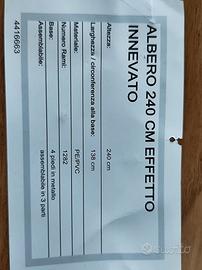 ALBERO 240 CM EFFETTO
INNEVATO
Altezza: 240 cm
Larghezza / circonferenza alla base: 138 cm
Materiale: PE/PVC
Numero Rami: 1282
Base: 4 piedi in metallo
Assemblabile: assemblabile in 3 parti
4416663
subito